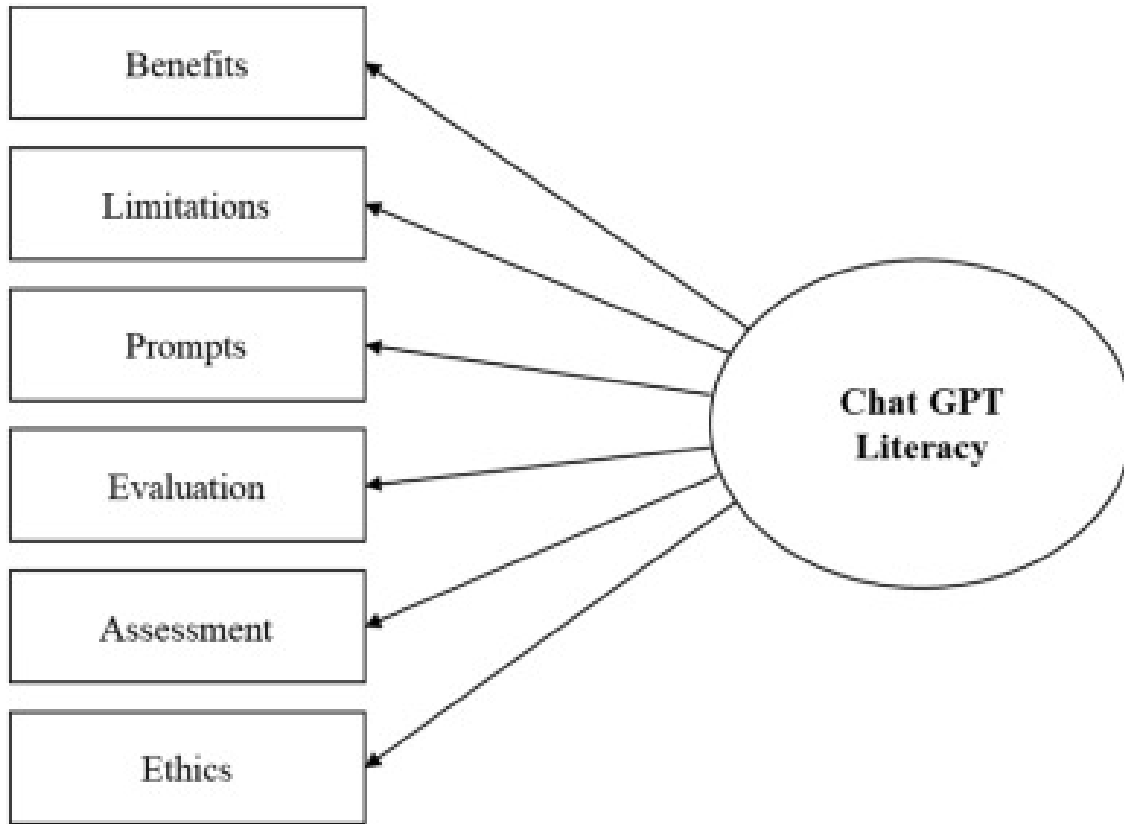 Benefits
Limitations
Prompts
Evaluation
Assessment
Ethics
Chat GPT
Literacy